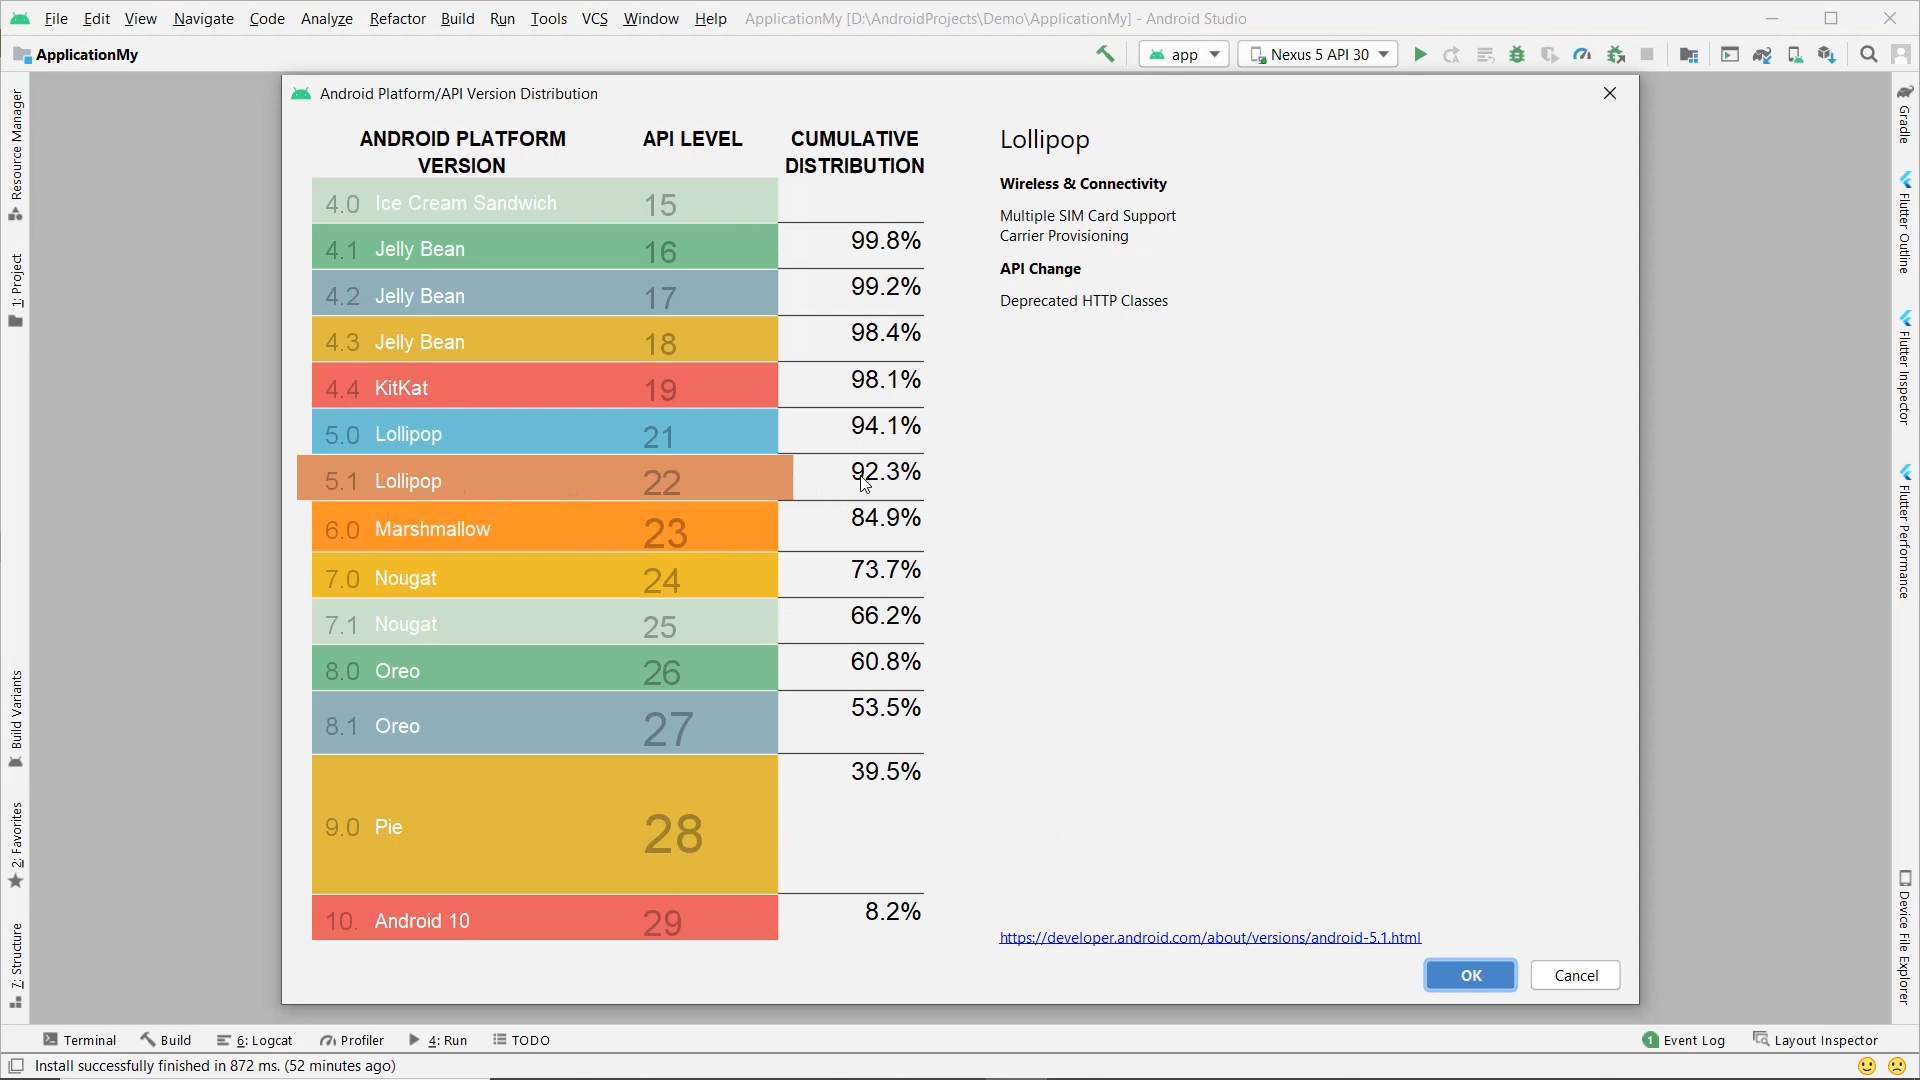 File Edit View Navigate Code Analyze Refactor Build Run Tools VCS Window Help ApplicationMy [D:\AndroidProjects\Demo\ApplicationMy] - Android Studio
ApplicationMy
app
Nexus 5 API 30
Resource Manager
1: Project
Build Variants
2: Favorites
7: Structure
Android Platform/API Version Distribution
ANDROID PLATFORM
VERSION
API LEVEL
CUMULATIVE
DISTRIBUTION
4.0 Ice Cream Sandwich 15
4.1 Jelly Bean 16 99.8%
4.2 Jelly Bean 17 99.2%
4.3 Jelly Bean 18 98.4%
4.4 KitKat 19 98.1%
5.0 Lollipop 21 94.1%
5.1 Lollipop 22 92.3%
6.0 Marshmallow 23 84.9%
7.0 Nougat 24 73.7%
7.1 Nougat 25 66.2%
8.0 Oreo 26 60.8%
8.1 Oreo 27 53.5%
9.0 Pie 28 39.5%
10. Android 10 29 8.2%
Lollipop
Wireless & Connectivity
Multiple SIM Card Support
Carrier Provisioning
API Change
Deprecated HTTP Classes
https://developer.android.com/about/versions/android-5.1.html
OK
Cancel
Gradle
Flutter Outline
Flutter Inspector
Flutter Performance
Device File Explorer
Terminal Build 6: Logcat Profiler 4: Run TODO 1 Event Log Layout Inspector
Install successfully finished in 872 ms. (52 minutes ago)